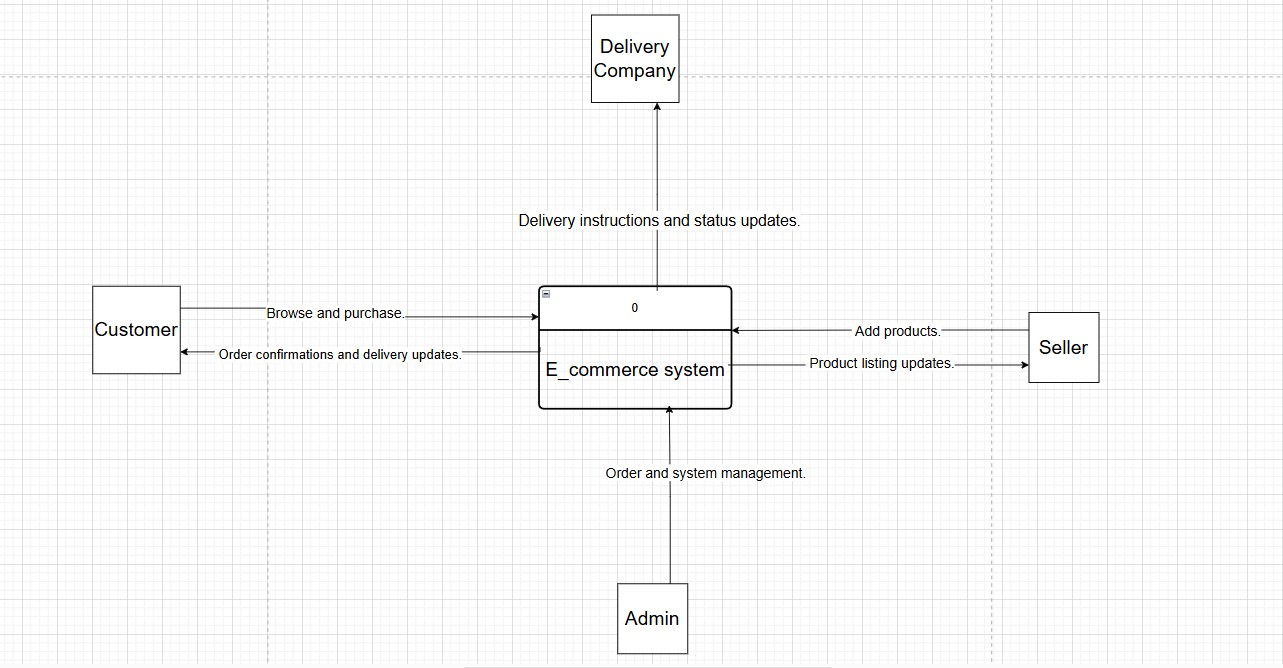 Delivery
Company
Delivery instructions and status updates.
Customer
Browse and purchase.
Order confirmations and delivery updates.
0
E_commerce system
Add products.
Product listing updates.
Seller
Order and system management.
Admin